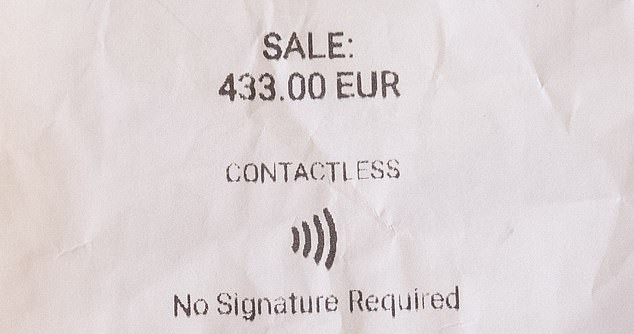 SALE:
433.00 EUR
CONTACTLESS
No Signature Required